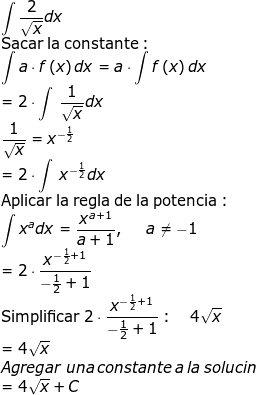 ∫ 2/√x dx
Sacar la constante :
∫ a · f (x) dx = a · ∫ f (x) dx
= 2 · ∫ 1/√x dx
1/√x = x^(-1/2)
= 2 · ∫ x^(-1/2) dx
Aplicar la regla de la potencia :
∫ x^a dx = x^(a+1)/(a + 1), a ≠ −1
= 2 · x^(-1/2+1)/(-1/2 + 1)
Simplificar 2 · x^(-1/2+1)/(-1/2 + 1) : 4√x
= 4√x
Agregar una constante a la solucin
= 4√x + C